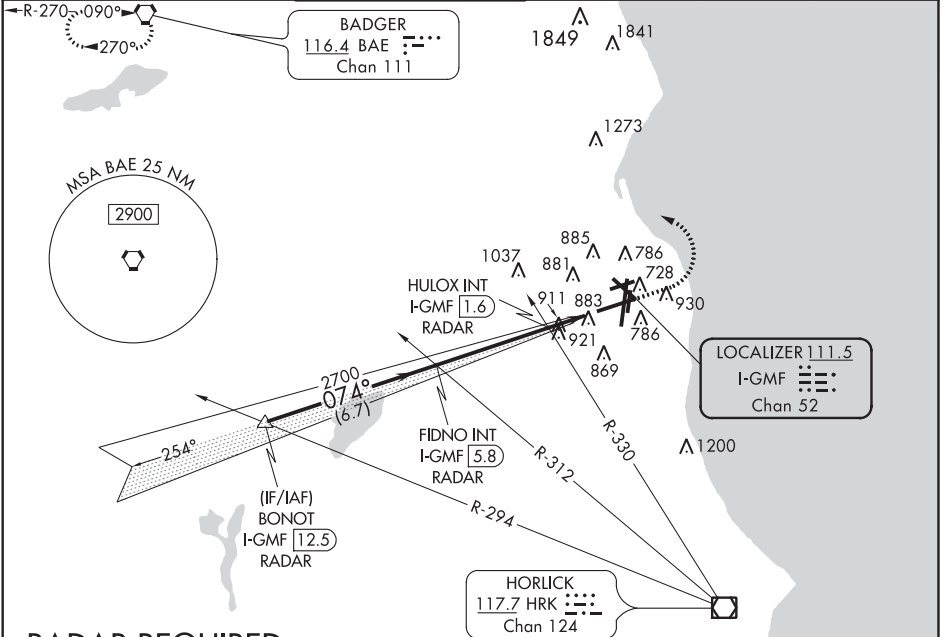 R-270
090°
270°
BADGER
116.4 BAE
Chan 111
1849
1841
1273
MSA BAE 25 NM
2900
1037
885
881
786
728
HULOX INT
I-GMF 1.6
RADAR
911
883
930
921
786
869
LOCALIZER 111.5
I-GMF
Chan 52
2700
074°
(6.7)
254°
FIDNO INT
I-GMF 5.8
RADAR
R-330
R-312
R-294
1200
(IF/IAF)
BONOT
I-GMF 12.5
RADAR
HORLICK
117.7 HRK
Chan 124
RADAR REQUIRED